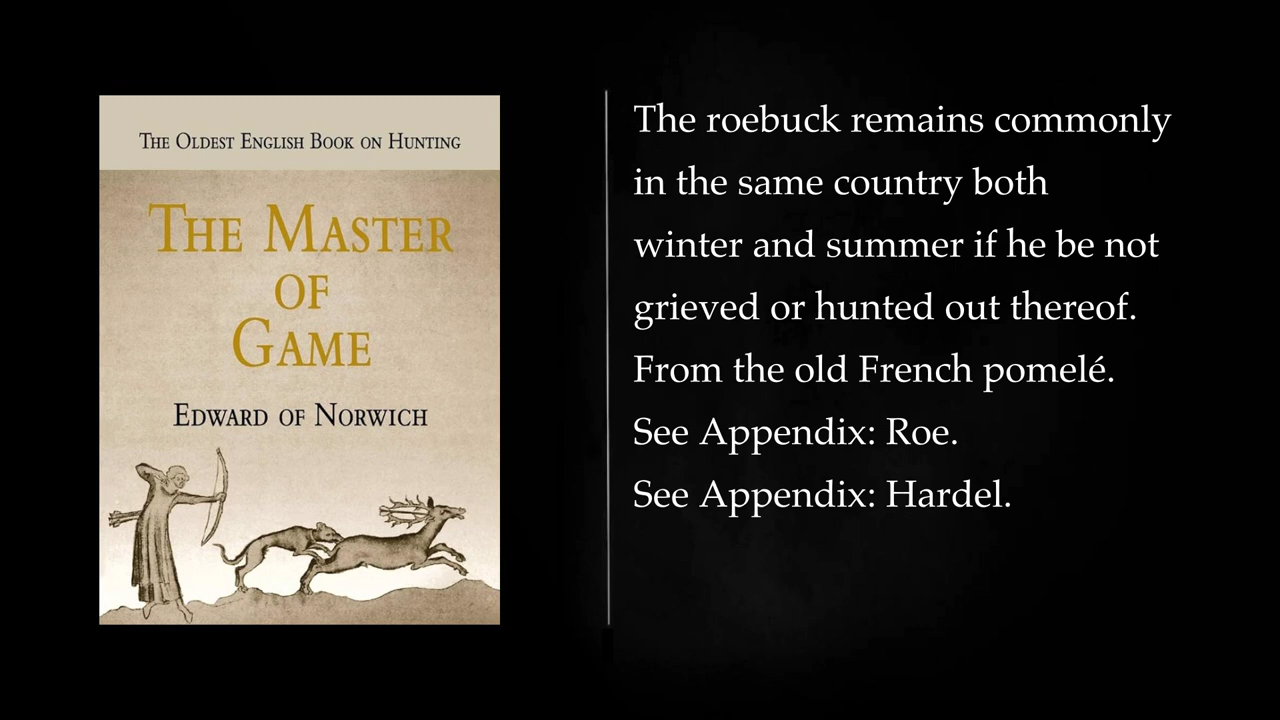 The Oldest English Book on Hunting
The Master
of
Game
Edward of Norwich
The roebuck remains commonly
in the same country both
winter and summer if he be not
grieved or hunted out thereof.
From the old French pomelé.
See Appendix: Roe.
See Appendix: Hardel.